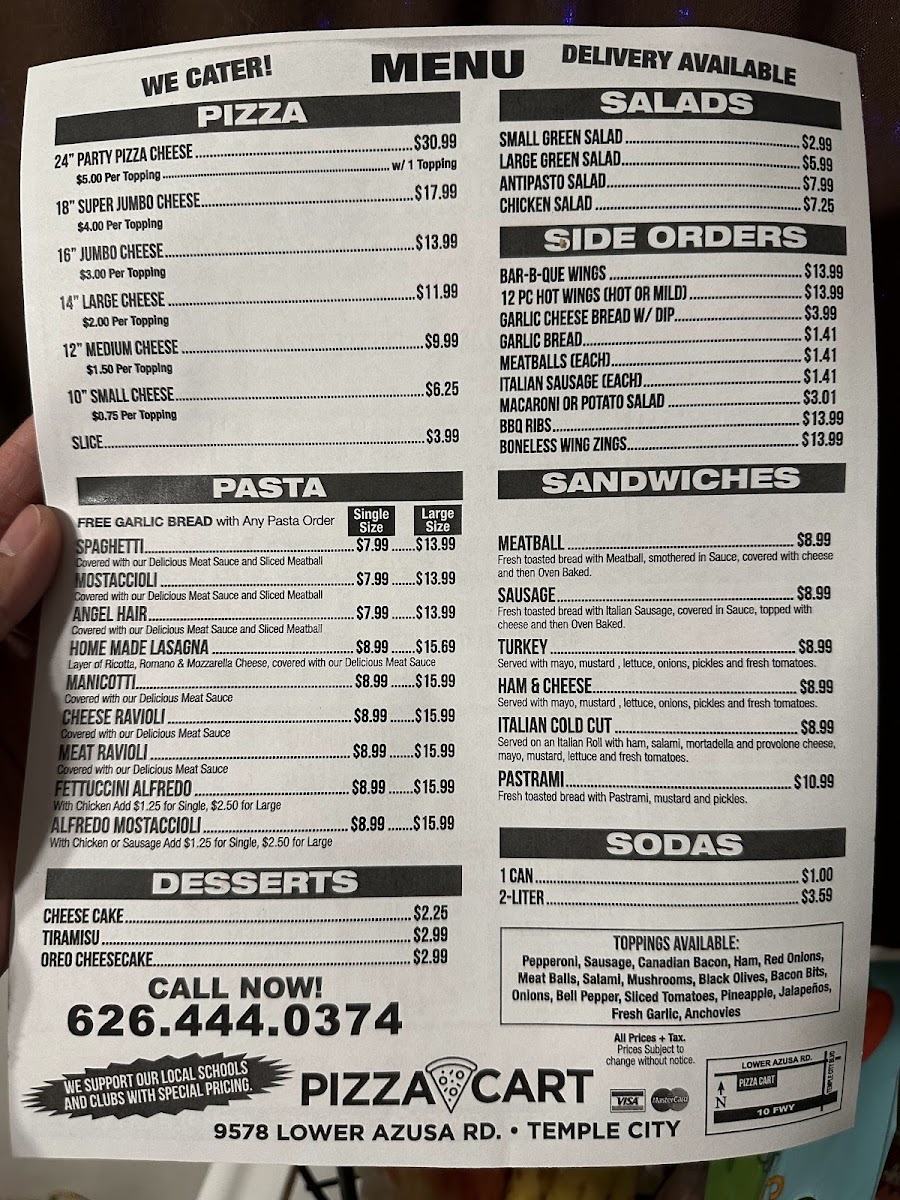 WE CATER!
MENU
DELIVERY AVAILABLE
PIZZA
24” PARTY PIZZA CHEESE $30.99
$5.00 Per Topping w/ 1 Topping
18” SUPER JUMBO CHEESE $17.99
$4.00 Per Topping
16” JUMBO CHEESE $13.99
$3.00 Per Topping
14” LARGE CHEESE $11.99
$2.00 Per Topping
12” MEDIUM CHEESE $9.99
$1.50 Per Topping
10” SMALL CHEESE $6.25
$0.75 Per Topping
SLICE $3.99
PASTA
FREE GARLIC BREAD with Any Pasta Order Single Size Large Size
SPAGHETTI $7.99 $13.99
Covered with our Delicious Meat Sauce and Sliced Meatball
MOSTACCIOLI $7.99 $13.99
Covered with our Delicious Meat Sauce and Sliced Meatball
ANGEL HAIR $7.99 $13.99
Covered with our Delicious Meat Sauce and Sliced Meatball
HOME MADE LASAGNA $8.99 $15.69
Layer of Ricotta, Romano & Mozzarella Cheese, covered with our Delicious Meat Sauce
MANICOTTI $8.99 $15.99
Covered with our Delicious Meat Sauce
CHEESE RAVIOLI $8.99 $15.99
Covered with our Delicious Meat Sauce
MEAT RAVIOLI $8.99 $15.99
Covered with our Delicious Meat Sauce
FETTUCCINI ALFREDO $8.99 $15.99
With Chicken Add $1.25 for Single, $2.50 for Large
ALFREDO MOSTACCIOLI $8.99 $15.99
With Chicken or Sausage Add $1.25 for Single, $2.50 for Large
DESSERTS
CHEESE CAKE $2.25
TIRAMISU $2.99
OREO CHEESECAKE $2.99
CALL NOW!
626.444.0374
WE SUPPORT OUR LOCAL SCHOOLS
AND CLUBS WITH SPECIAL PRICING.
SALADS
SMALL GREEN SALAD $2.99
LARGE GREEN SALAD $5.99
ANTIPASTO SALAD $7.99
CHICKEN SALAD $7.25
SIDE ORDERS
BAR-B-QUE WINGS $13.99
12 PC HOT WINGS (HOT OR MILD) $13.99
GARLIC CHEESE BREAD W/ DIP $3.99
GARLIC BREAD $1.41
MEATBALLS (EACH) $1.41
ITALIAN SAUSAGE (EACH) $1.41
MACARONI OR POTATO SALAD $3.01
BBQ RIBS $13.99
BONELESS WING ZINGS $13.99
SANDWICHES
MEATBALL $8.99
Fresh toasted bread with Meatball, smothered in Sauce, covered with cheese
and then Oven Baked.
SAUSAGE $8.99
Fresh toasted bread with Italian Sausage, covered in Sauce, topped with
cheese and then Oven Baked.
TURKEY $8.99
Served with mayo, mustard , lettuce, onions, pickles and fresh tomatoes.
HAM & CHEESE $8.99
Served with mayo, mustard , lettuce, onions, pickles and fresh tomatoes.
ITALIAN COLD CUT $8.99
Served on an Italian Roll with ham, salami, mortadella and provolone cheese,
mayo, mustard, lettuce and fresh tomatoes.
PASTRAMI $10.99
Fresh toasted bread with Pastrami, mustard and pickles.
SODAS
1 CAN $1.00
2-LITER $3.59
TOPPINGS AVAILABLE:
Pepperoni, Sausage, Canadian Bacon, Ham, Red Onions,
Meat Balls, Salami, Mushrooms, Black Olives, Bacon Bits,
Onions, Bell Pepper, Sliced Tomatoes, Pineapple, Jalapeños,
Fresh Garlic, Anchovies
All Prices + Tax.
Prices Subject to
change without notice.
VISA MasterCard
LOWER AZUSA RD.
PIZZA CART
TEMPLE CITY BLVD
N
10 FWY
PIZZA CART
9578 LOWER AZUSA RD. • TEMPLE CITY